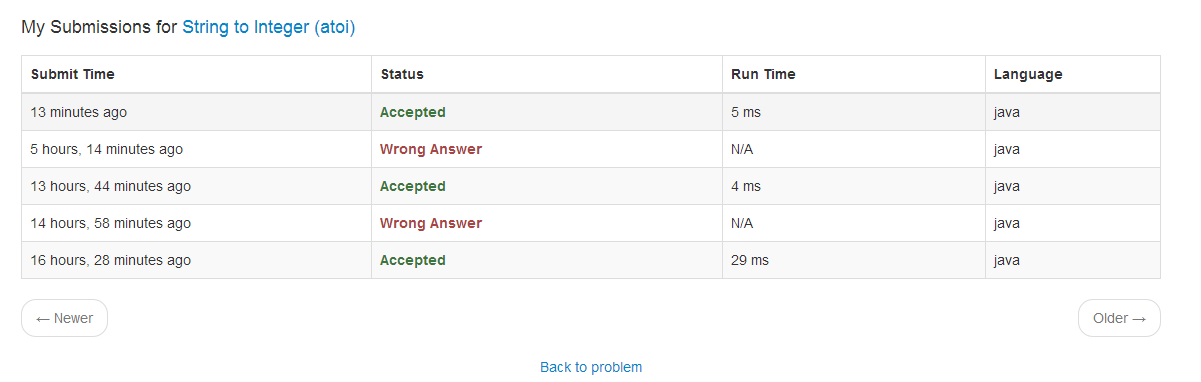 My Submissions for String to Integer (atoi)
Submit Time Status Run Time Language
13 minutes ago Accepted 5 ms java
5 hours, 14 minutes ago Wrong Answer N/A java
13 hours, 44 minutes ago Accepted 4 ms java
14 hours, 58 minutes ago Wrong Answer N/A java
16 hours, 28 minutes ago Accepted 29 ms java
← Newer Older →
Back to problem